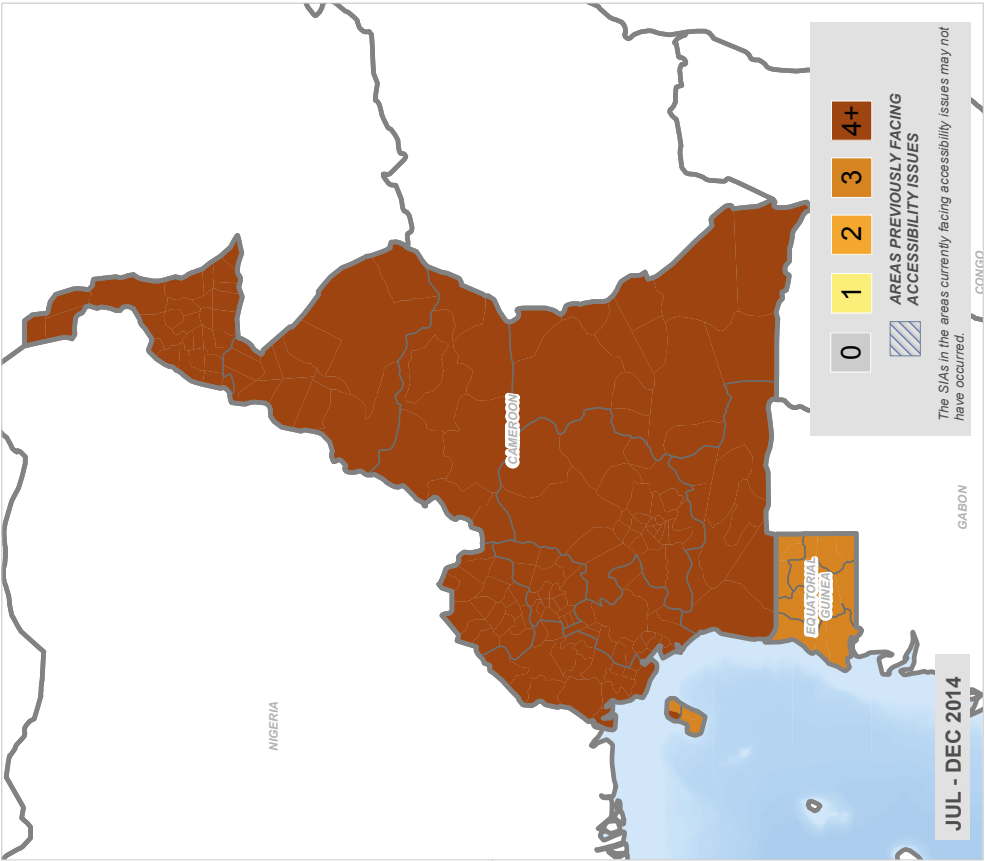 NIGERIA
CAMEROON
EQUATORIAL
GUINEA
GABON
CONGO
0 1 2 3 4+
AREAS PREVIOUSLY FACING
ACCESSIBILITY ISSUES
The SIAs in the areas currently facing accessibility issues may not
have occurred.
JUL - DEC 2014